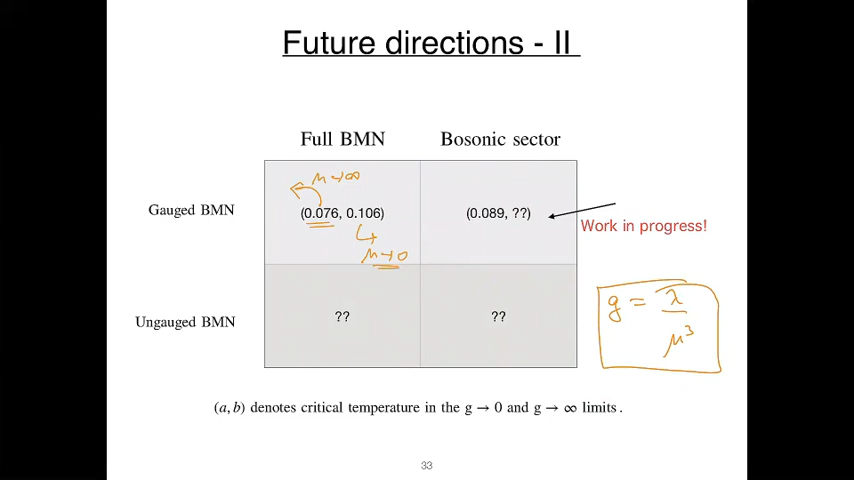 Future directions - II
Full BMN Bosonic sector
μ→∞
Gauged BMN (0.076, 0.106) (0.089, ??)
Work in progress!
μ→0
g = λ
μ³
Ungauged BMN ?? ??
(a, b) denotes critical temperature in the g → 0 and g → ∞ limits.
33